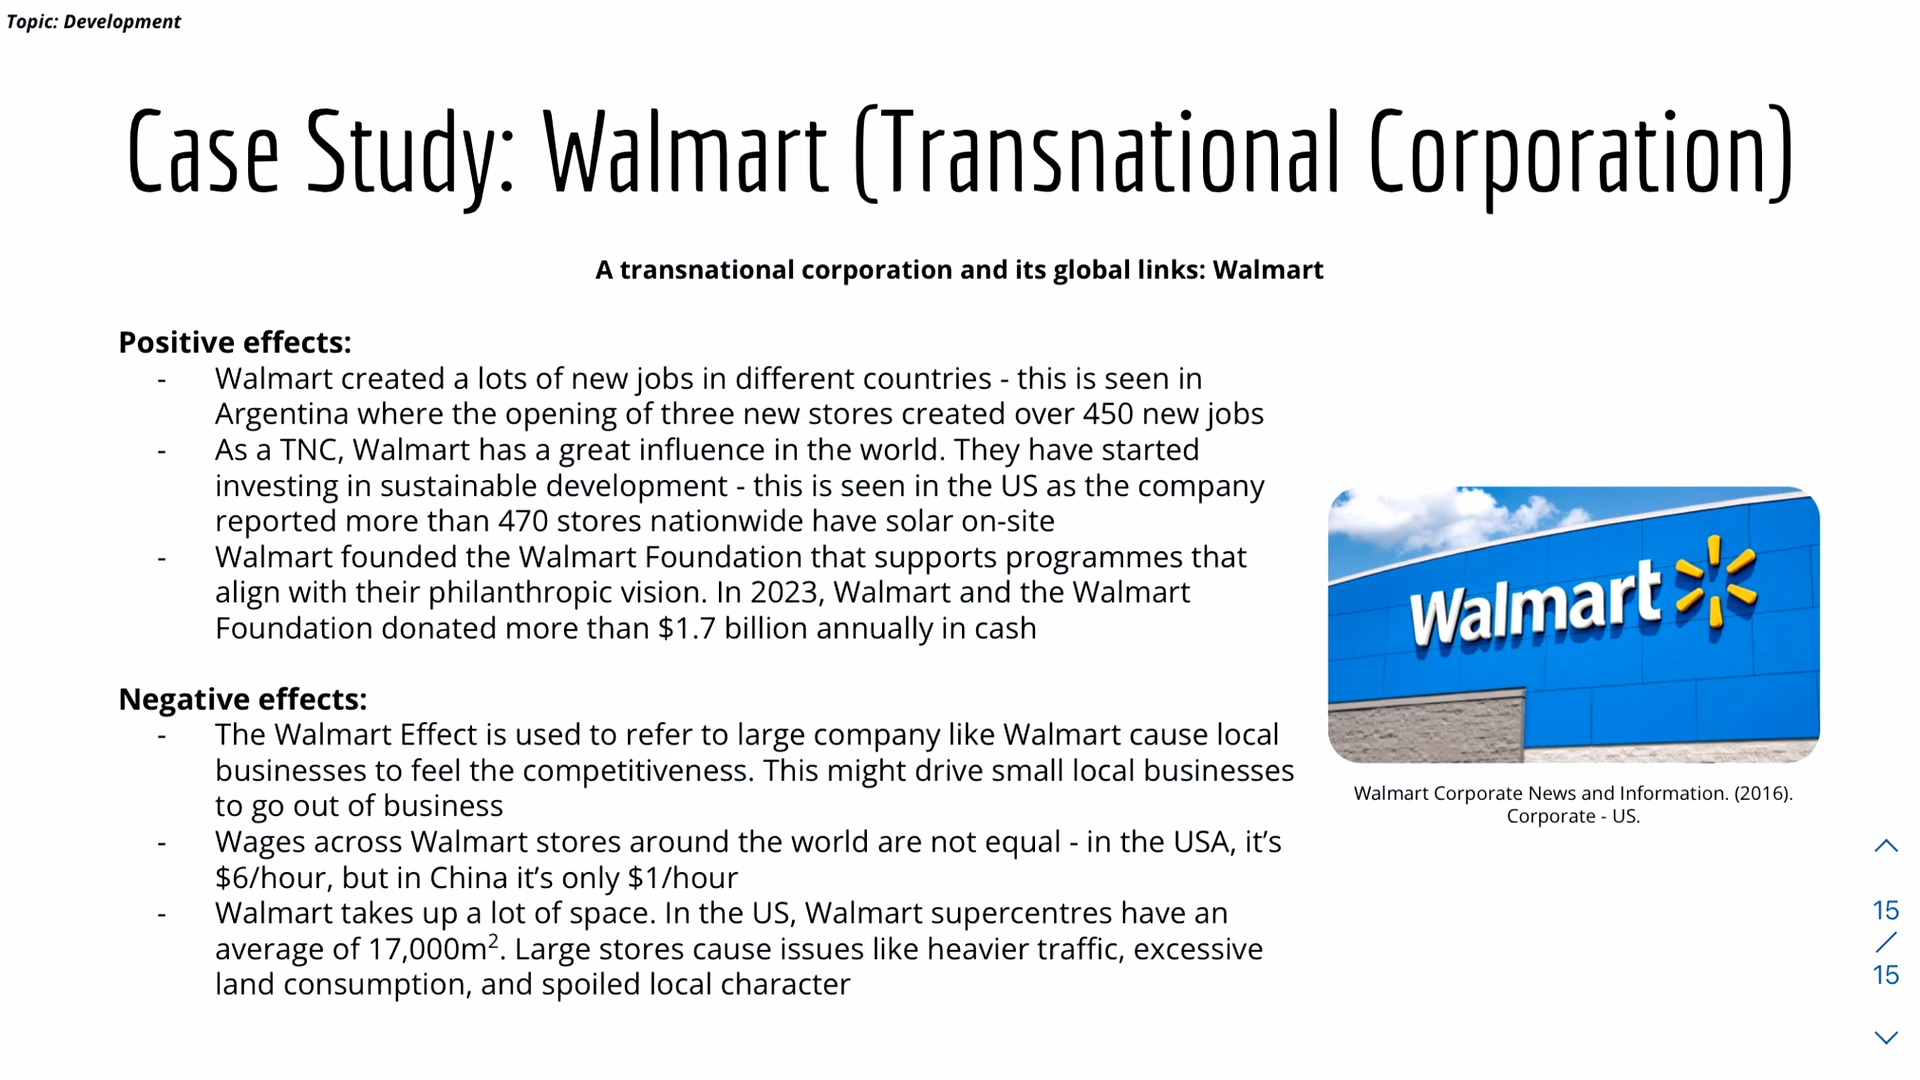 Topic: Development
Case Study: Walmart (Transnational Corporation)
A transnational corporation and its global links: Walmart
Positive effects:
- Walmart created a lots of new jobs in different countries - this is seen in
Argentina where the opening of three new stores created over 450 new jobs
- As a TNC, Walmart has a great influence in the world. They have started
investing in sustainable development - this is seen in the US as the company
reported more than 470 stores nationwide have solar on-site
- Walmart founded the Walmart Foundation that supports programmes that
align with their philanthropic vision. In 2023, Walmart and the Walmart
Foundation donated more than $1.7 billion annually in cash
Negative effects:
- The Walmart Effect is used to refer to large company like Walmart cause local
businesses to feel the competitiveness. This might drive small local businesses
to go out of business
- Wages across Walmart stores around the world are not equal - in the USA, it’s
$6/hour, but in China it’s only $1/hour
- Walmart takes up a lot of space. In the US, Walmart supercentres have an
average of 17,000m². Large stores cause issues like heavier traffic, excessive
land consumption, and spoiled local character
Walmart
Walmart Corporate News and Information. (2016).
Corporate - US.
15
/
15